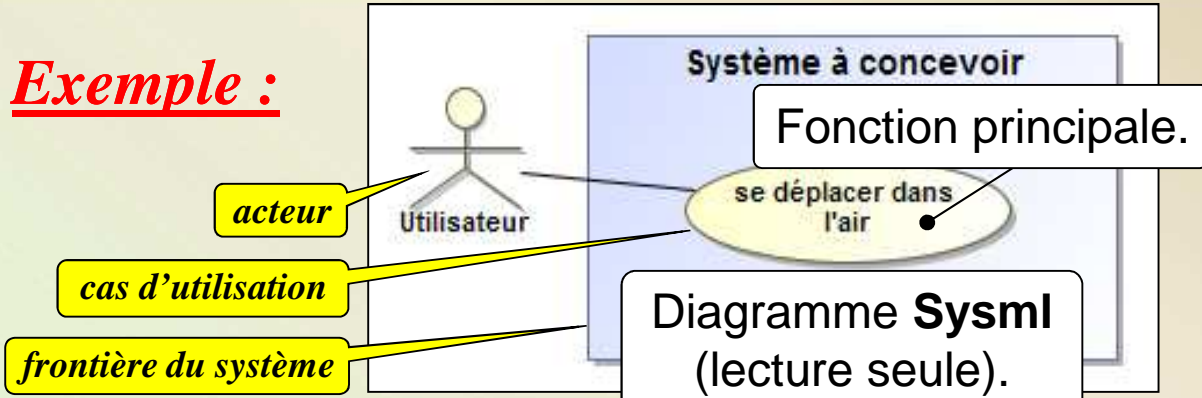 Exemple :
Système à concevoir
Fonction principale.
se déplacer dans
l'air
acteur
Utilisateur
cas d’utilisation
Diagramme Sysml
(lecture seule).
frontière du système